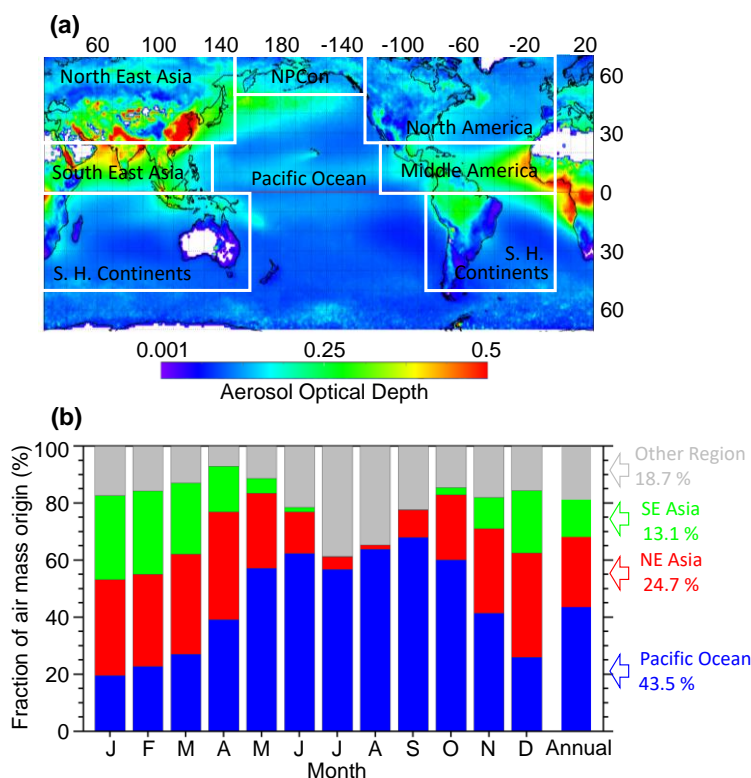 (a)
60 100 140 180 -140 -100 -60 -20 20
North East Asia NPCon
60
North America
30
South East Asia Pacific Ocean Middle America
0
30
S. H. Continents
S. H.
Continents
60
0.001 0.25 0.5
Aerosol Optical Depth
(b)
Fraction of air mass origin (%)
100
80
60
40
20
0
J F M A M J J A S O N D Annual
Month
Other Region
18.7 %
SE Asia
13.1 %
NE Asia
24.7 %
Pacific Ocean
43.5 %